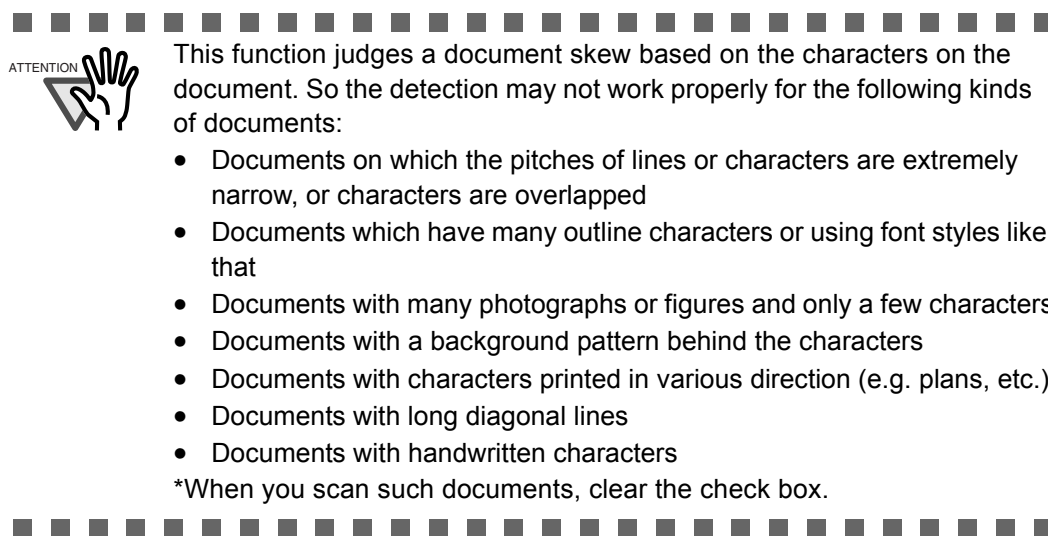 ATTENTION
This function judges a document skew based on the characters on the
document. So the detection may not work properly for the following kinds
of documents:
• Documents on which the pitches of lines or characters are extremely
narrow, or characters are overlapped
• Documents which have many outline characters or using font styles like
that
• Documents with many photographs or figures and only a few characters
• Documents with a background pattern behind the characters
• Documents with characters printed in various direction (e.g. plans, etc.)
• Documents with long diagonal lines
• Documents with handwritten characters
*When you scan such documents, clear the check box.